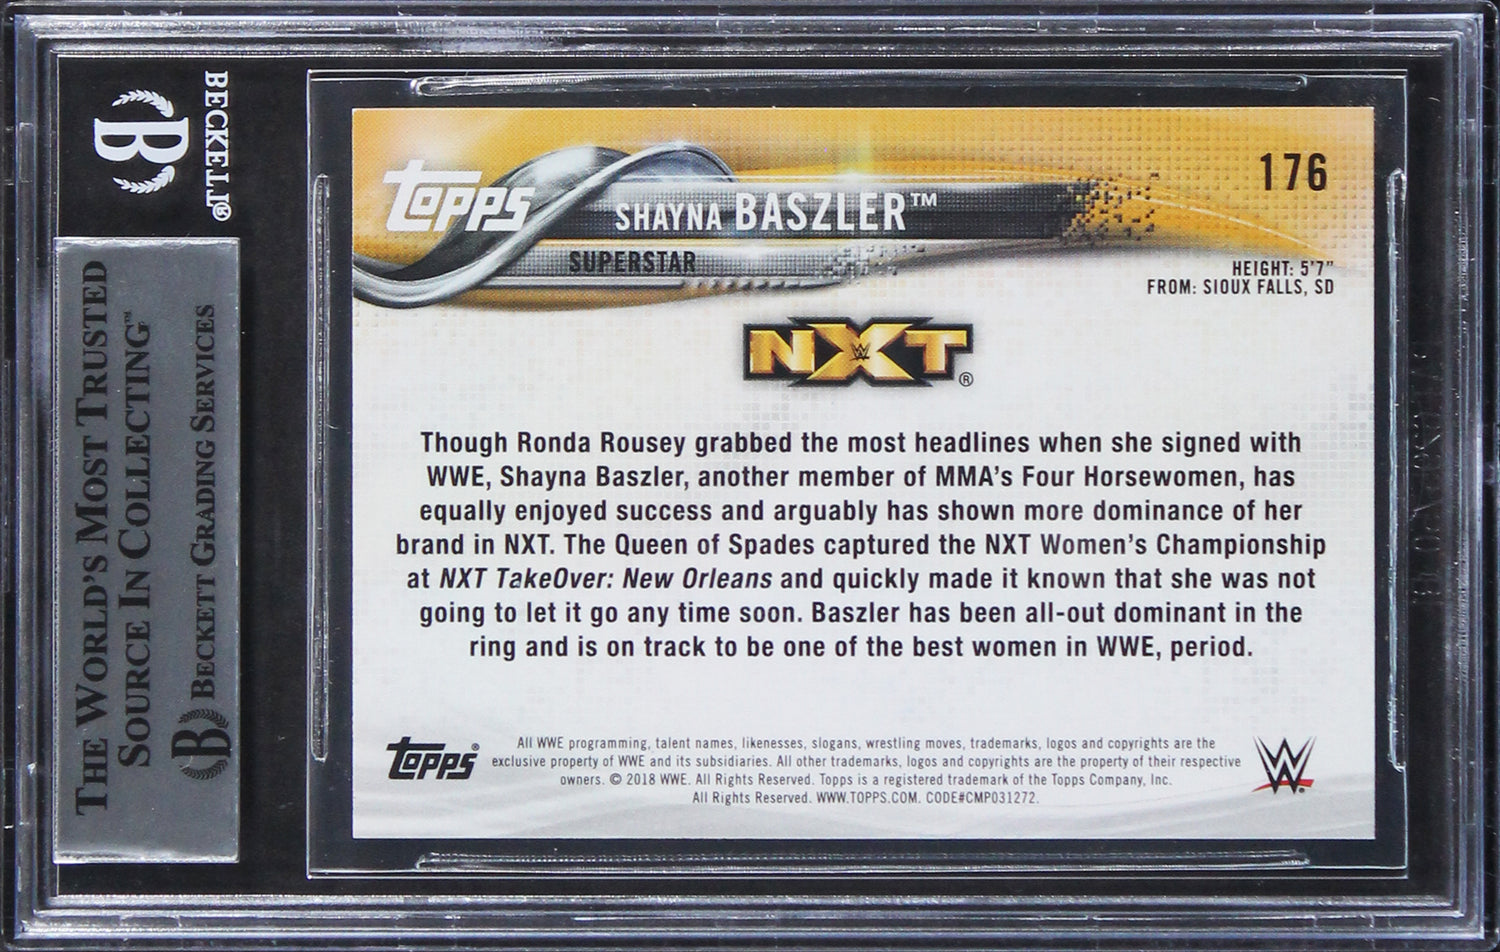 BECKETT®
B
THE WORLD'S MOST TRUSTED
SOURCE IN COLLECTING™
B BECKETT GRADING SERVICES
topps
SHAYNA BASZLER™
SUPERSTAR
176
HEIGHT: 5'7"
FROM: SIOUX FALLS, SD
NXT®
Though Ronda Rousey grabbed the most headlines when she signed with
WWE, Shayna Baszler, another member of MMA's Four Horsewomen, has
equally enjoyed success and arguably has shown more dominance of her
brand in NXT. The Queen of Spades captured the NXT Women's Championship
at NXT TakeOver: New Orleans and quickly made it known that she was not
going to let it go any time soon. Baszler has been all-out dominant in the
ring and is on track to be one of the best women in WWE, period.
topps®
All WWE programming, talent names, likenesses, slogans, wrestling moves, trademarks, logos and copyrights are the
exclusive property of WWE and its subsidiaries. All other trademarks, logos and copyrights are the property of their respective
owners. © 2018 WWE. All Rights Reserved. Topps is a registered trademark of the Topps Company, Inc.
All Rights Reserved. WWW.TOPPS.COM. CODE#CMP031272.
W